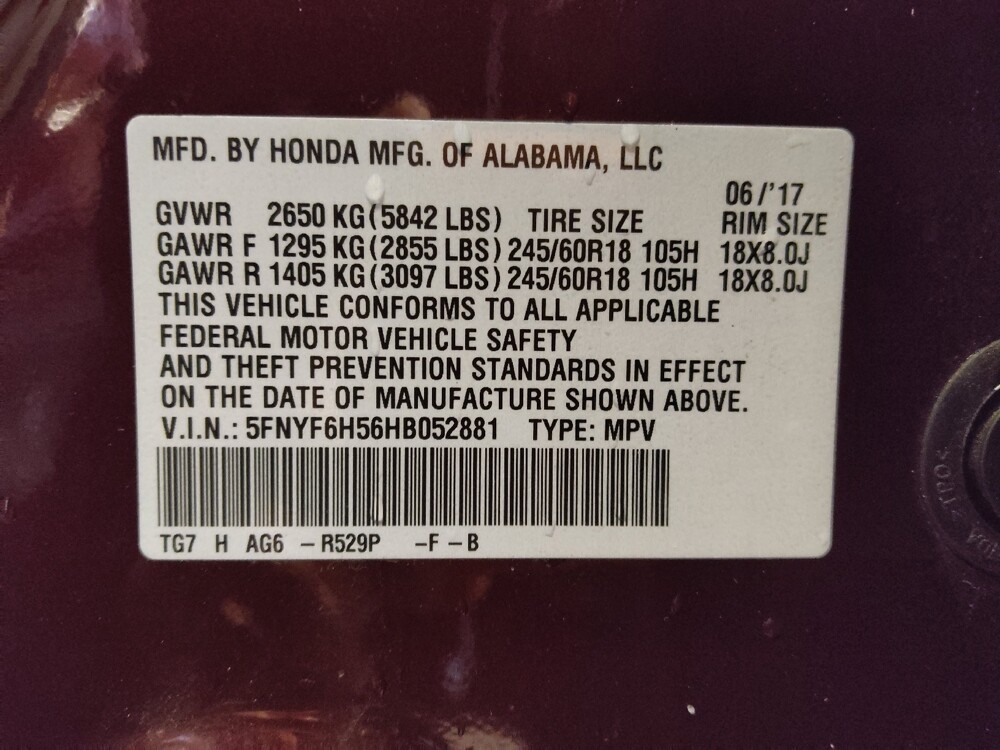 MFD. BY HONDA MFG. OF ALABAMA, LLC
06/'17
GVWR 2650 KG (5842 LBS) TIRE SIZE RIM SIZE
GAWR F 1295 KG (2855 LBS) 245/60R18 105H 18X8.0J
GAWR R 1405 KG (3097 LBS) 245/60R18 105H 18X8.0J
THIS VEHICLE CONFORMS TO ALL APPLICABLE
FEDERAL MOTOR VEHICLE SAFETY
AND THEFT PREVENTION STANDARDS IN EFFECT
ON THE DATE OF MANUFACTURE SHOWN ABOVE.
V.I.N.: 5FNYF6H56HB052881 TYPE: MPV
TG7 H AG6 – R529P –F –B